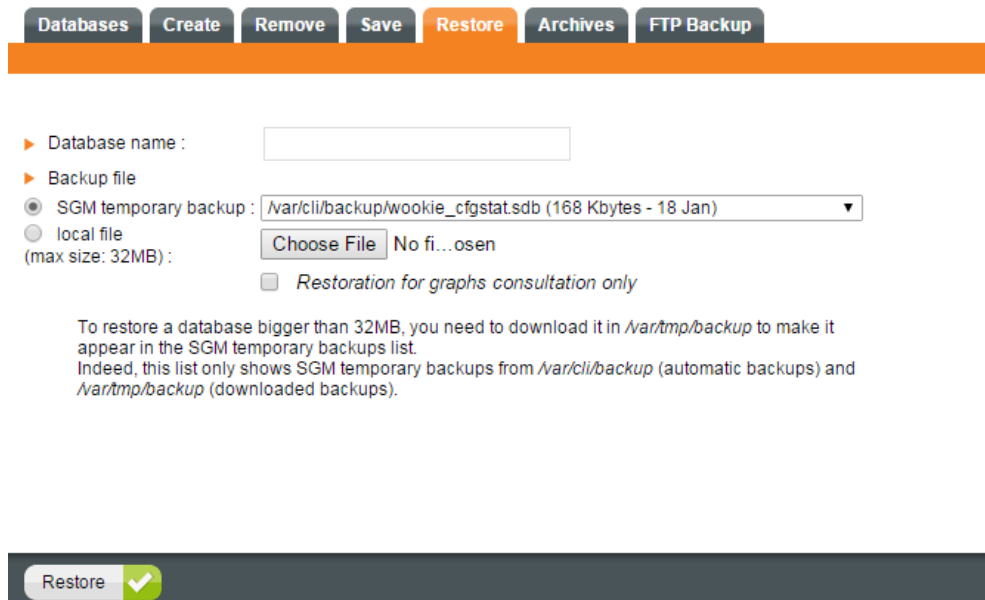 Databases Create Remove Save Restore Archives FTP Backup
Database name :
Backup file
SGM temporary backup : /var/cli/backup/wookie_cfgstat.sdb (168 Kbytes - 18 Jan)
local file
(max size: 32MB) : Choose File No fi...osen
Restoration for graphs consultation only
To restore a database bigger than 32MB, you need to download it in /var/tmp/backup to make it
appear in the SGM temporary backups list.
Indeed, this list only shows SGM temporary backups from /var/cli/backup (automatic backups) and
/var/tmp/backup (downloaded backups).
Restore